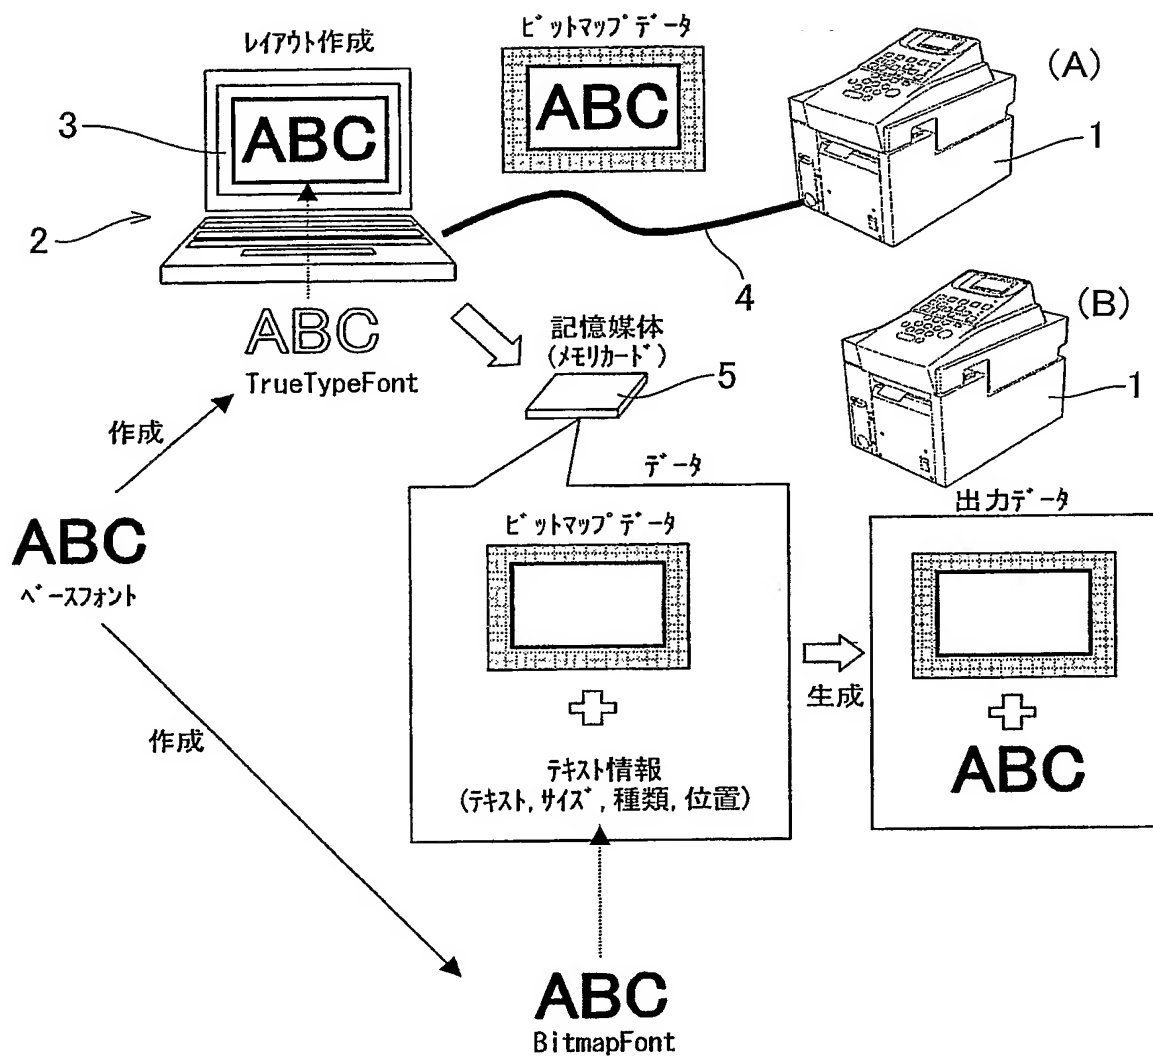 レイアウト作成
ビットマップデータ
ABC
ABC
(A)
3
1
2
4
ABC
TrueTypeFont
記憶媒体
(メモリカード)
5
(B)
1
作成
データ
出力データ
ABC
ベースフォント
ビットマップデータ
生成
作成
ABC
テキスト情報
(テキスト,サイズ,種類,位置)
ABC
BitmapFont